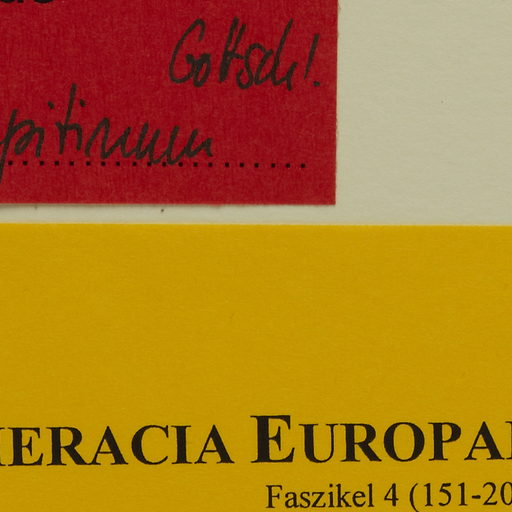 Gottsch!.
pitinum
IERACIA EUROPAE
Faszikel 4 (151-20